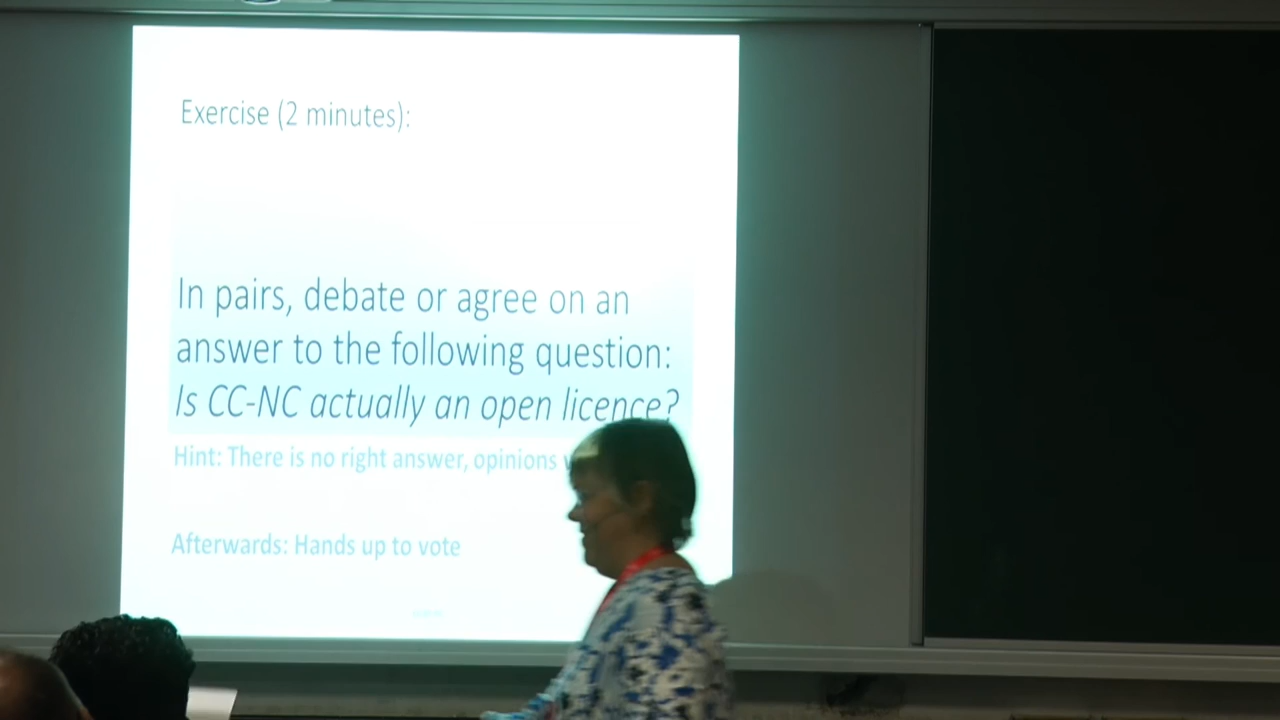 Exercise (2 minutes):
In pairs, debate or agree on an
answer to the following question:
Is CC-NC actually an open licence?
Hint: There is no right answer, opinions
Afterwards: Hands up to vote